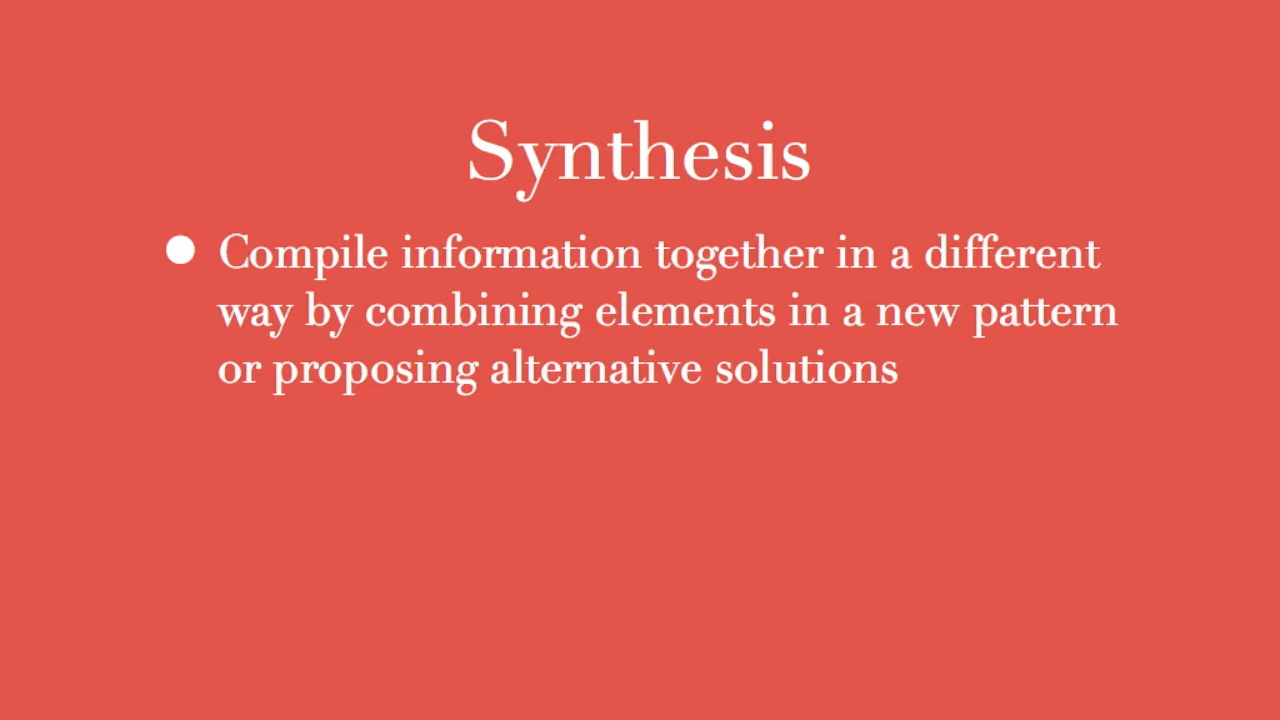 Synthesis
● Compile information together in a different
way by combining elements in a new pattern
or proposing alternative solutions